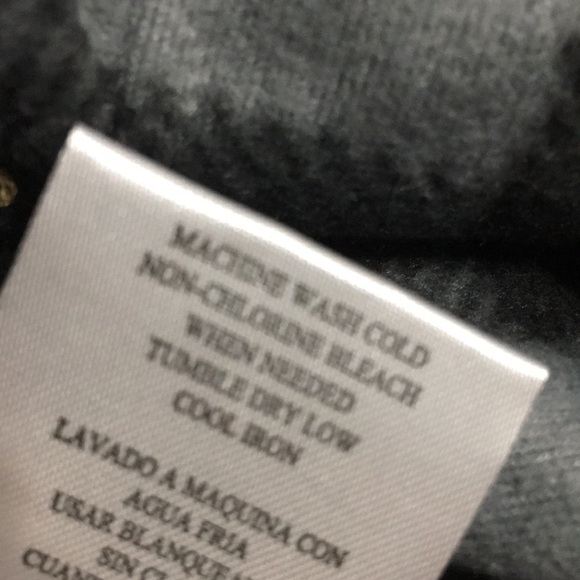 MACHINE WASH COLD
NON-CHLORINE BLEACH
WHEN NEEDED
TUMBLE DRY LOW
COOL IRON
LAVADO A MAQUINA CON
AGUA FRIA
USAR
SIN